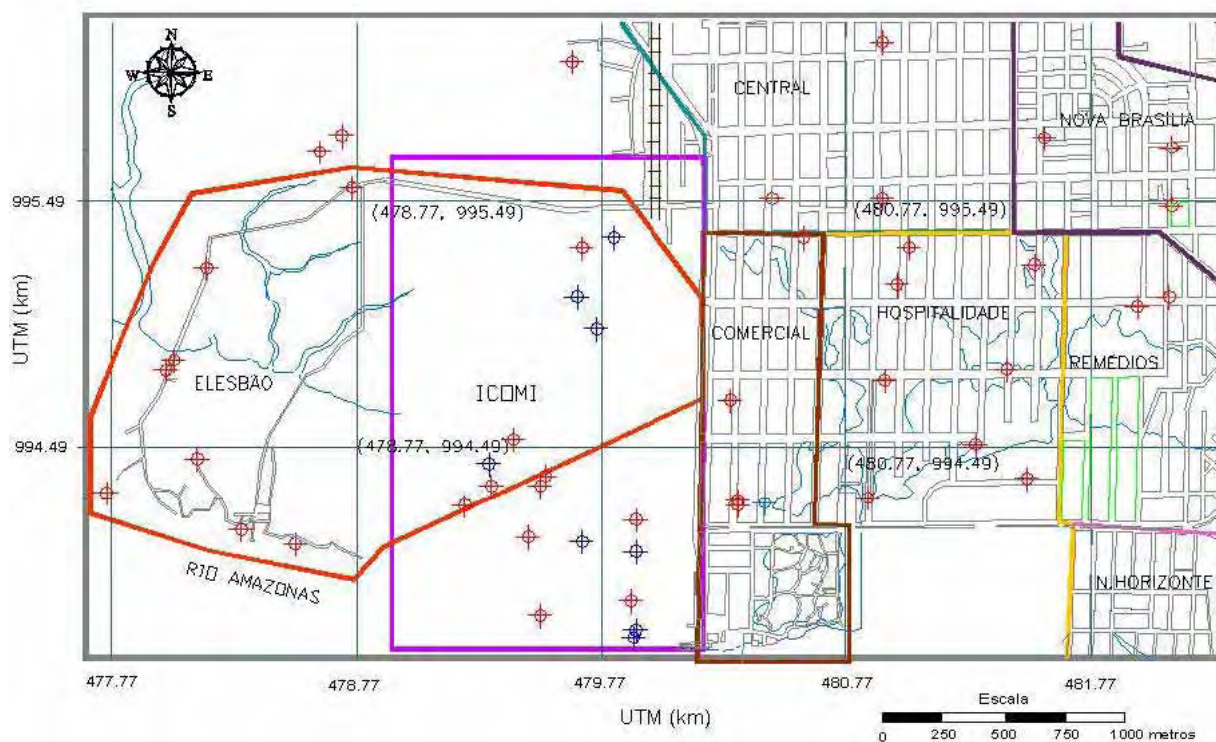 N
W E
S
CENTRAL
NOVA BRASÍLIA
995.49
(478.77, 995.49)
(480.77, 995.49)
UTM (km)
COMERCIAL
HOSPITALIDADE
ELESBÃO
ICOMI
REMÉDIOS
994.49
(478.77, 994.49)
(480.77, 994.49)
RIO AMAZONAS
N. HORIZONTE
477.77
478.77
479.77
480.77
481.77
UTM (km)
Escala
0 250 500 750 1000 metros